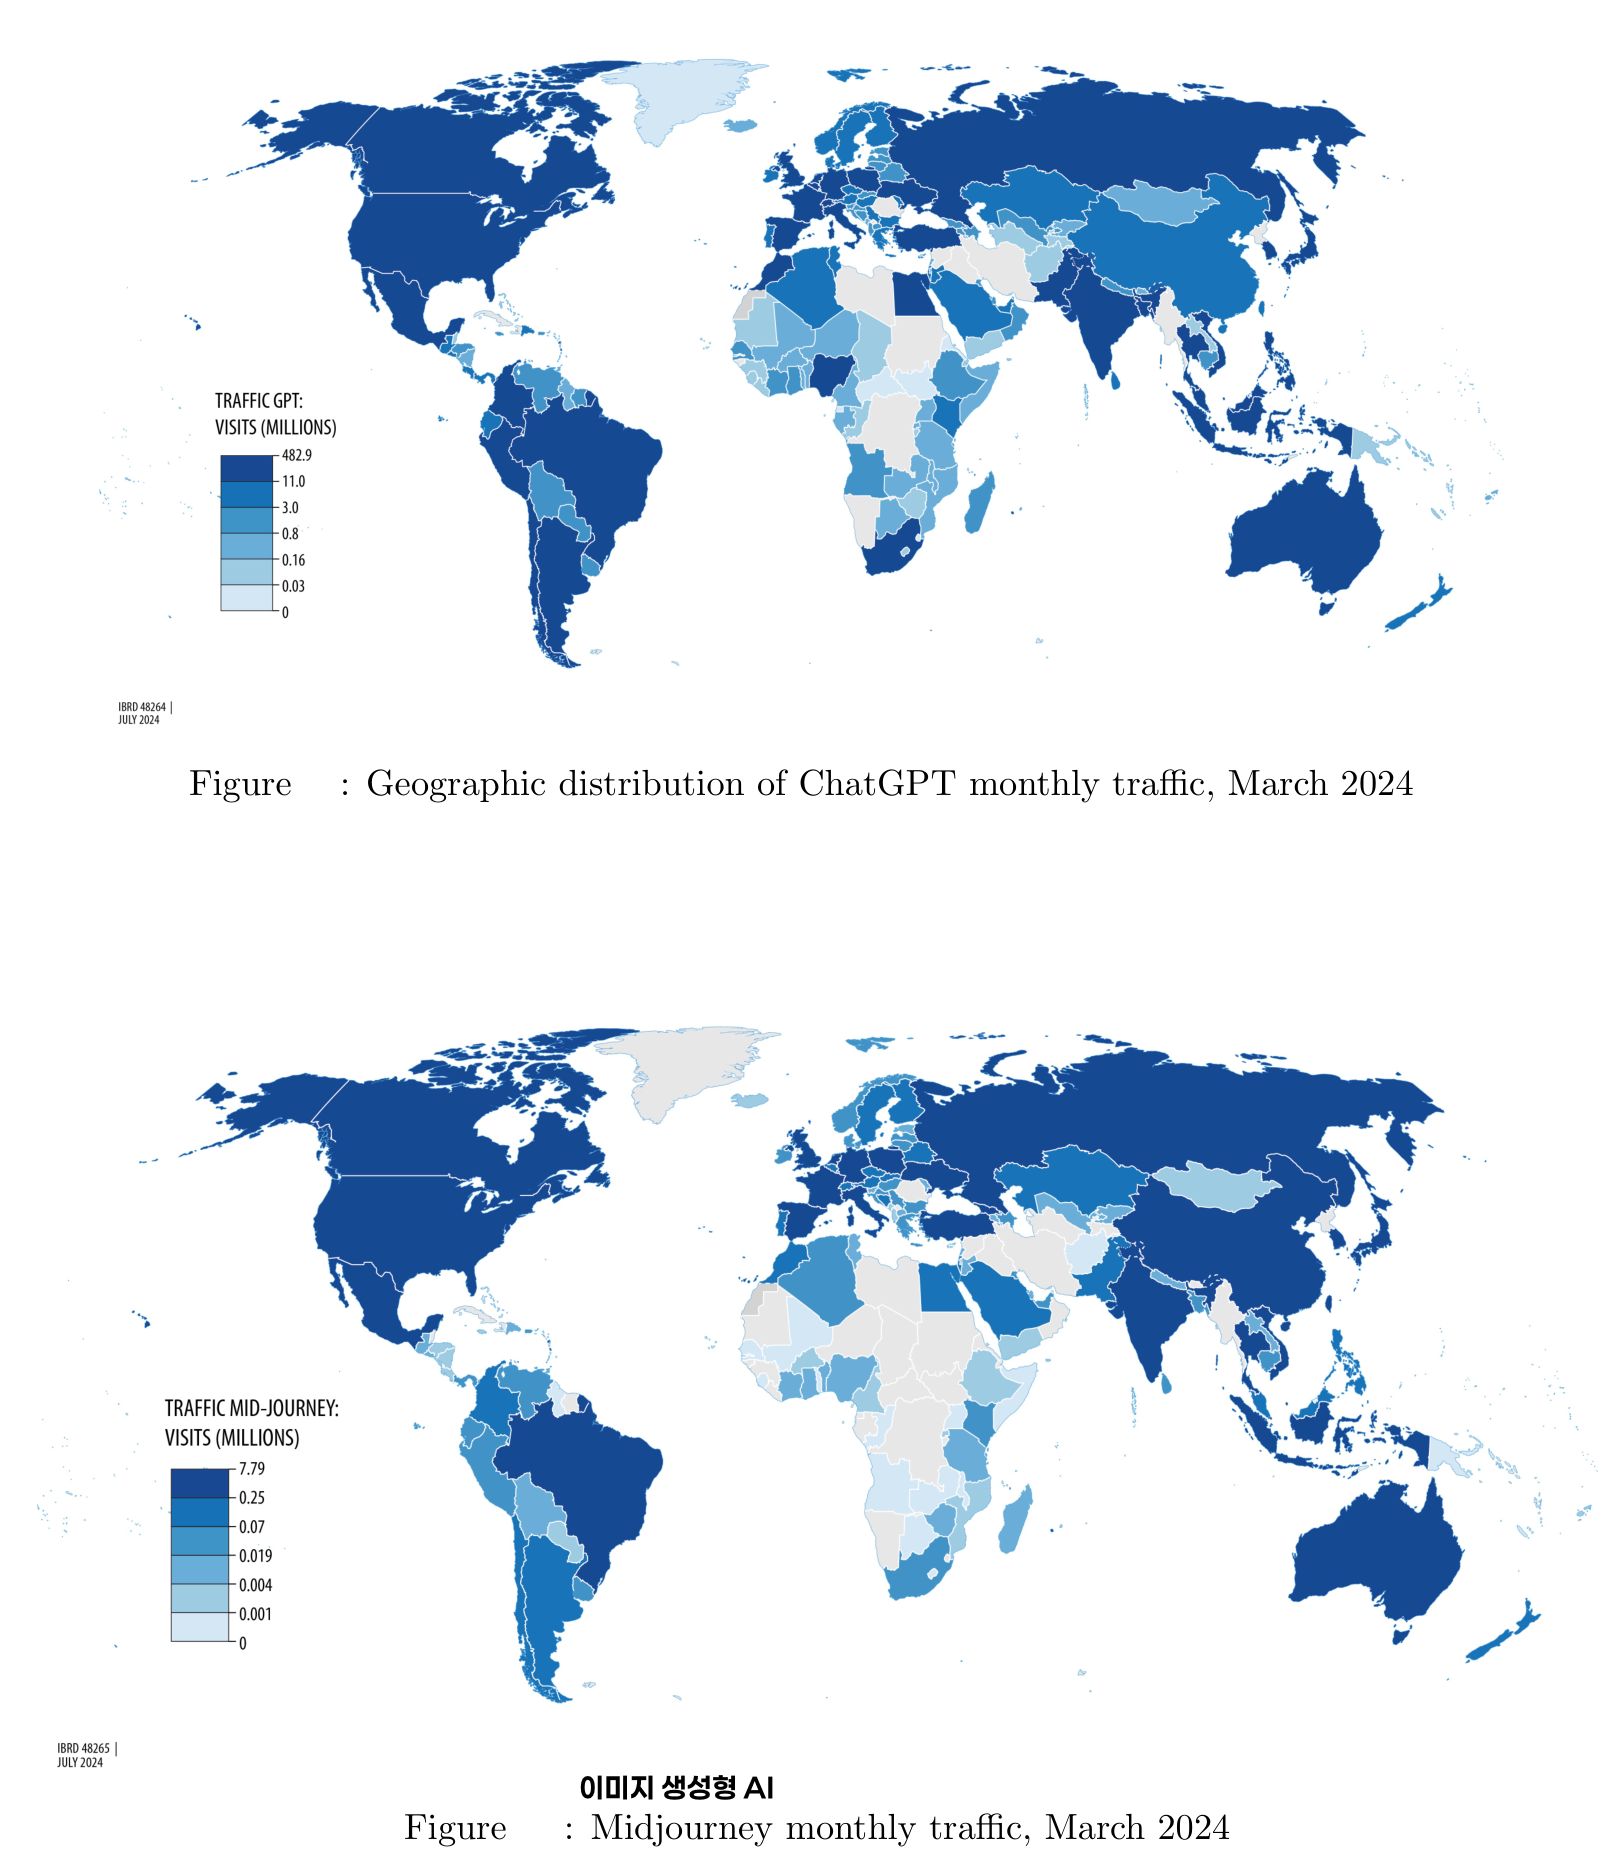 TRAFFIC GPT:
VISITS (MILLIONS)
482.9
11.0
3.0
0.8
0.16
0.03
0
IBRD 48264 |
JULY 2024
Figure : Geographic distribution of ChatGPT monthly traffic, March 2024
TRAFFIC MID-JOURNEY:
VISITS (MILLIONS)
7.79
0.25
0.07
0.019
0.004
0.001
0
IBRD 48265 |
JULY 2024
이미지 생성형 AI
Figure : Midjourney monthly traffic, March 2024